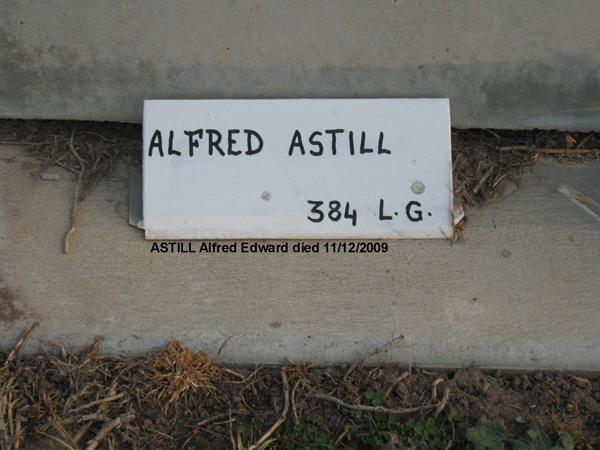 ALFRED ASTILL
384 L.G.
ASTILL Alfred Edward died 11/12/2009